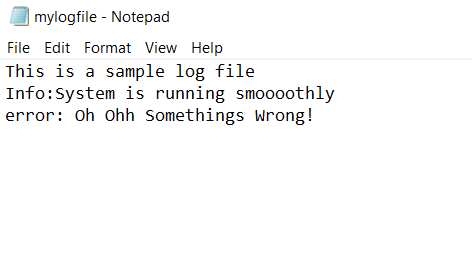 mylogfile - Notepad
File Edit Format View Help
This is a sample log file
Info:System is running smoooothly
error: Oh Ohh Somethings Wrong!